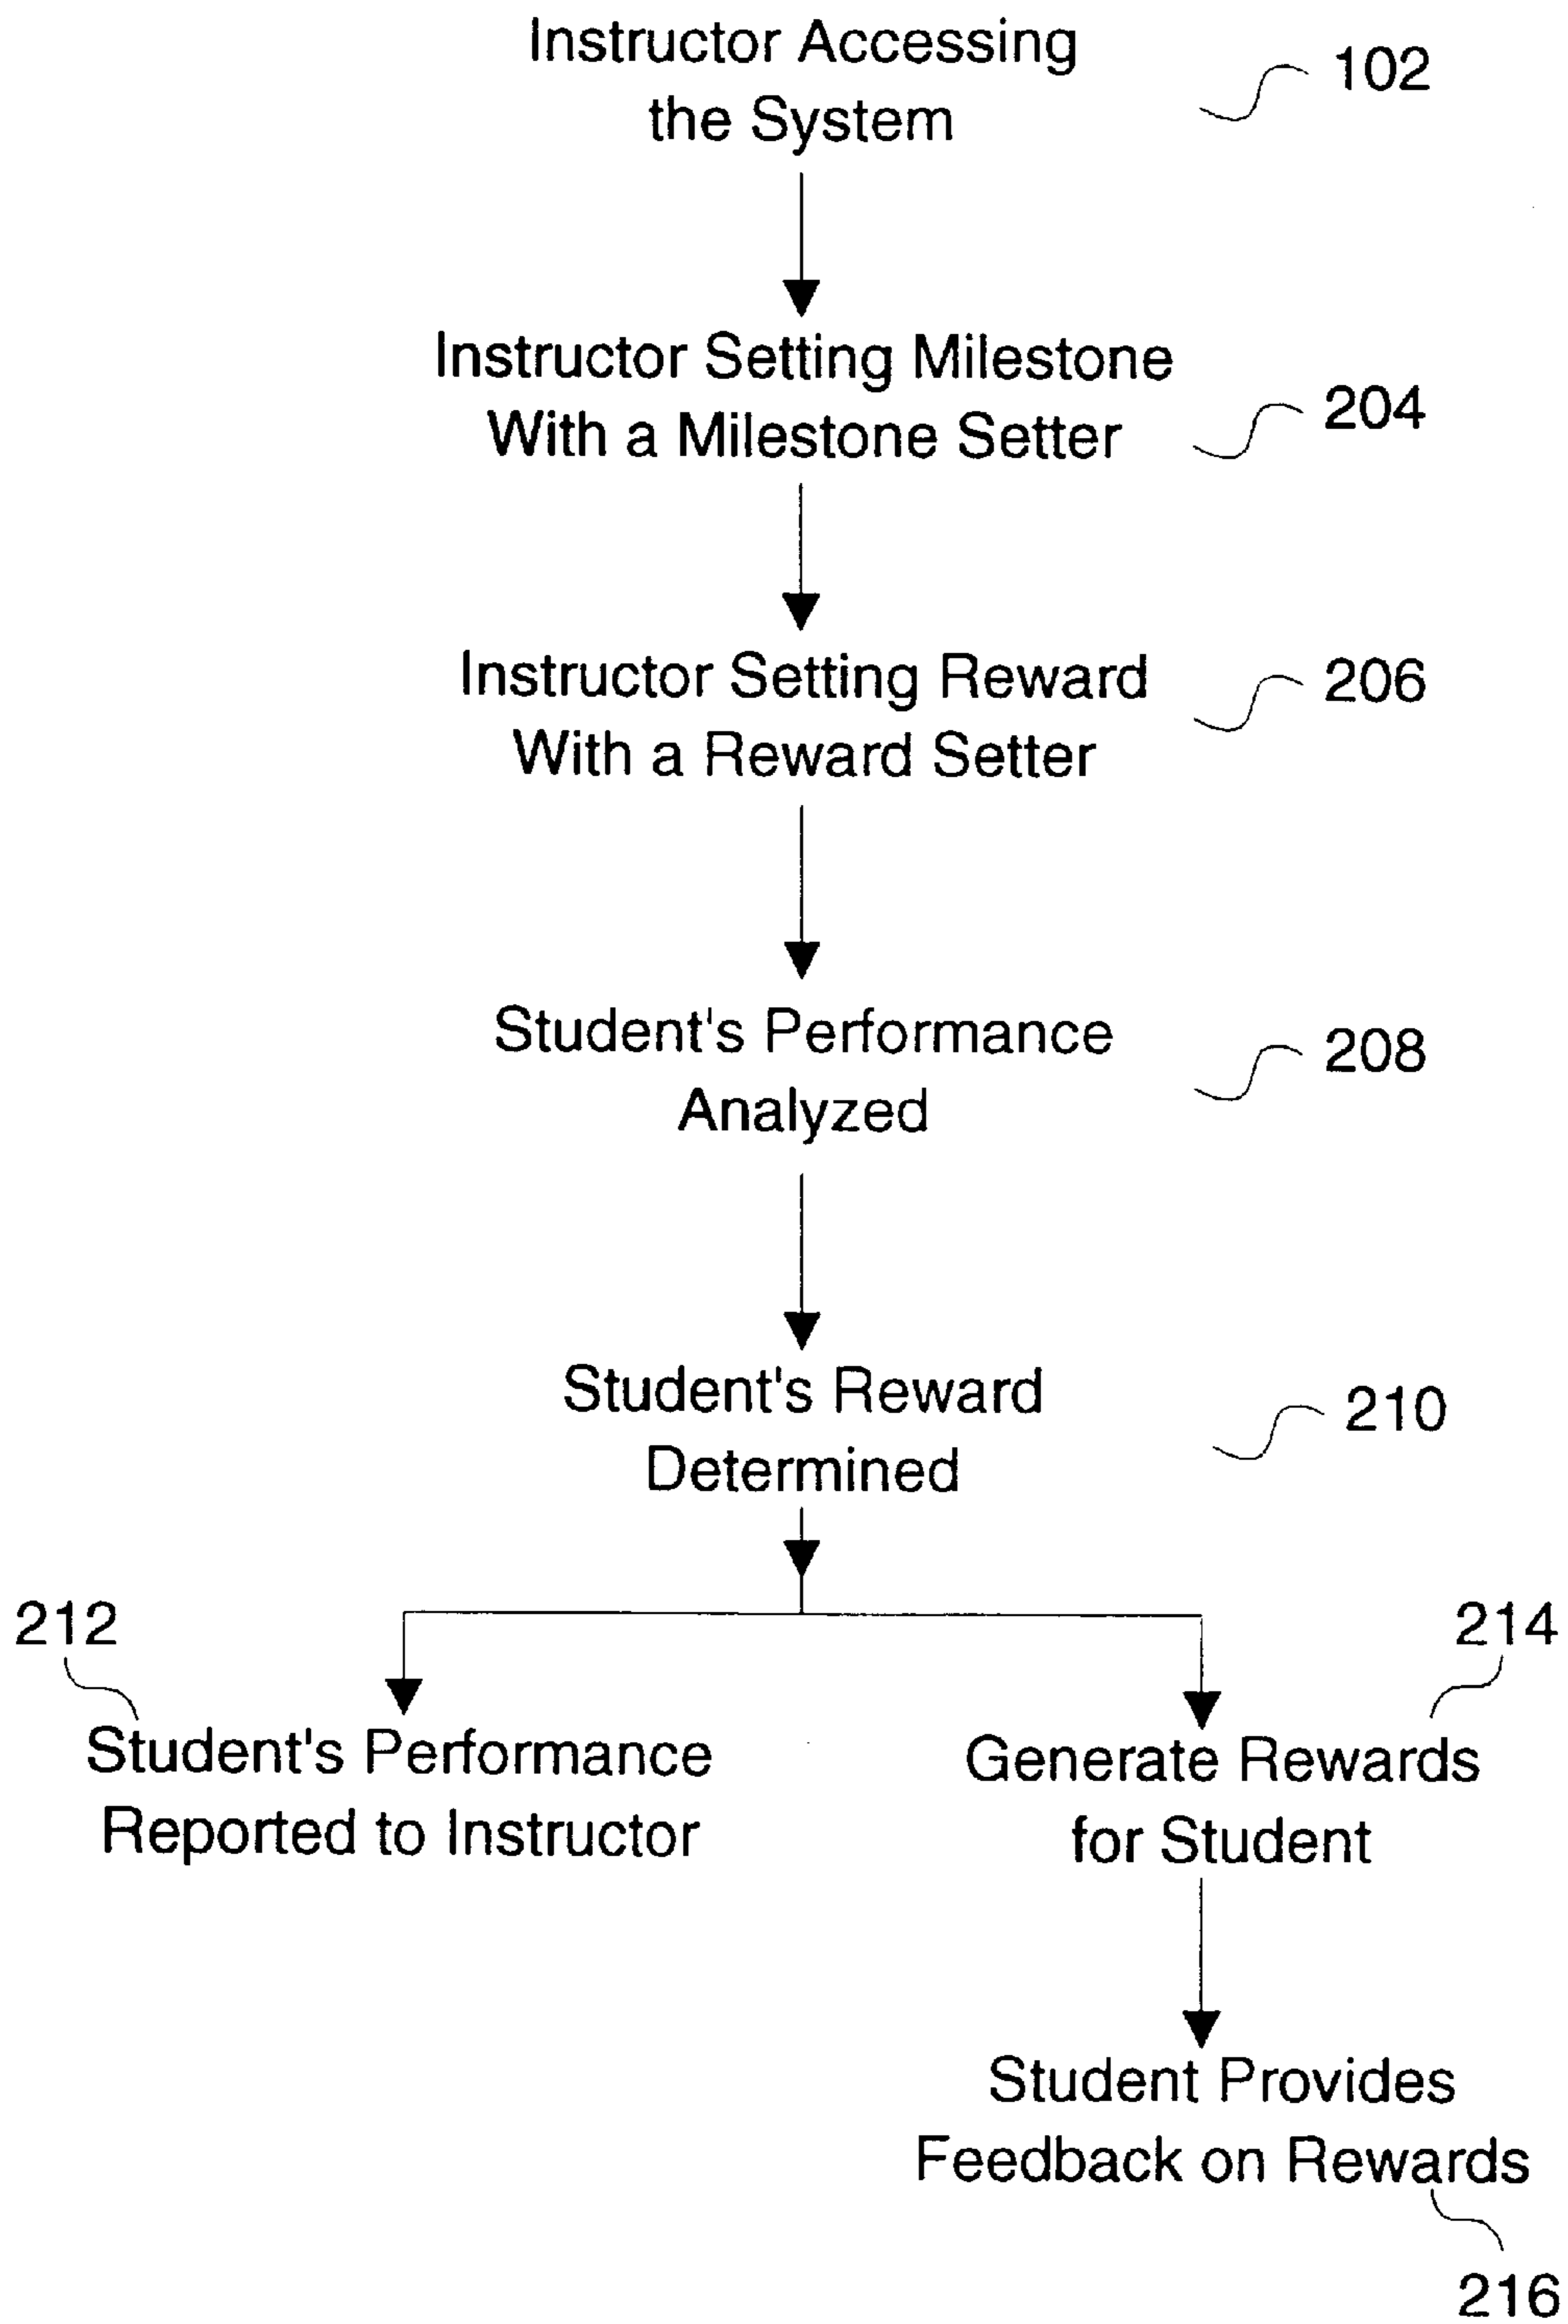 Instructor Accessing
the System
102
Instructor Setting Milestone
With a Milestone Setter
204
Instructor Setting Reward
With a Reward Setter
206
Student's Performance
Analyzed
208
Student's Reward
Determined
210
212
Student's Performance
Reported to Instructor
214
Generate Rewards
for Student
Student Provides
Feedback on Rewards
216